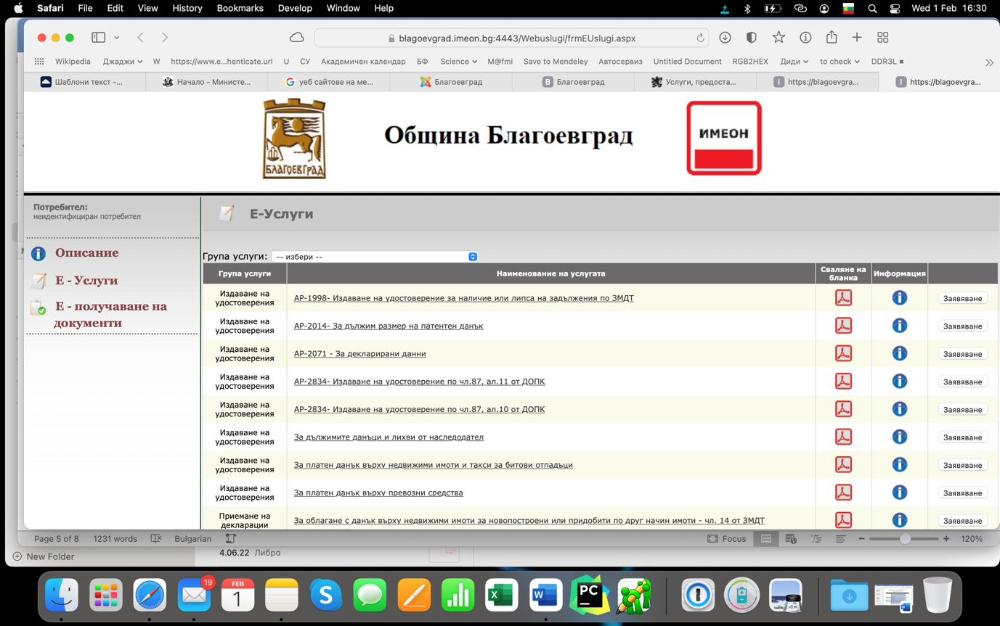 Safari File Edit View History Bookmarks Develop Window Help Wed 1 Feb 16:30
blagoevgrad.imeon.bg:4443/Webuslugi/frmEUslugi.aspx
Wikipedia Джаджи W https://www.e...henticate.url U СУ Академичен календар БФ Science M@fmi Save to Mendeley Автосервиз Untitled Document RGB2HEX Диди to check DDR3L
Шаблони текст -... Начало - Министе... уеб сайтове на ме... Благоевград B Благоевград Услуги, предоста... I https://blagoevgra... I https://blagoevgra...
БЛАГОЕВГРАД
Община Благоевград
ИМЕОН
Потребител:
неидентифициран потребител
Описание
Е - Услуги
Е - получаване на
документи
Е-Услуги
Група услуги: -- избери --
Група услуги Наименование на услугата Сваляне на бланка Информация
Издаване на удостоверения АР-1998- Издаване на удостоверение за наличие или липса на задължения по ЗМДТ Заявяване
Издаване на удостоверения АР-2014- За дължим размер на патентен данък Заявяване
Издаване на удостоверения АР-2071 - За декларирани данни Заявяване
Издаване на удостоверения АР-2834- Издаване на удостоверение по чл.87, ал.11 от ДОПК Заявяване
Издаване на удостоверения АР-2834- Издаване на удостоверение по чл.87, ал.10 от ДОПК Заявяване
Издаване на удостоверения За дължимите данъци и лихви от наследодател Заявяване
Издаване на удостоверения За платен данък върху недвижими имоти и такси за битови отпадъци Заявяване
Издаване на удостоверения За платен данък върху превозни средства Заявяване
Приемане на декларации За облагане с данък върху недвижими имоти за новопостроени или придобити по друг начин имоти - чл. 14 от ЗМДТ Заявяване
Page 5 of 8 1231 words Bulgarian Focus 120%
New Folder
4.06.22 Либра
19
FEB
1
S
X
W
PC